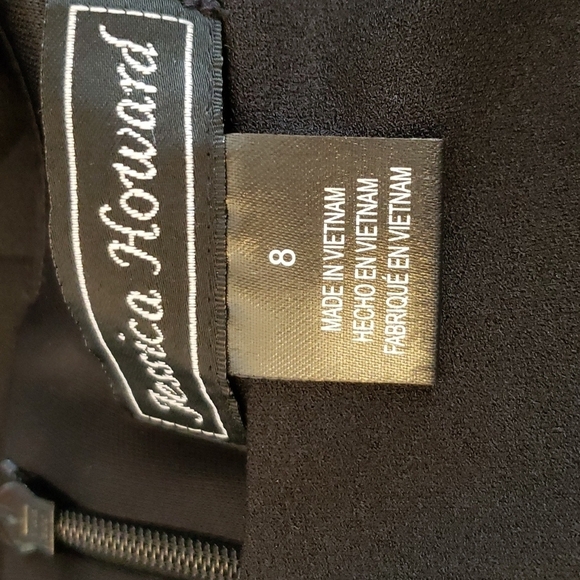 Jessica Howard
8
MADE IN VIETNAM
HECHO EN VIETNAM
FABRIQUÉ EN VIETNAM